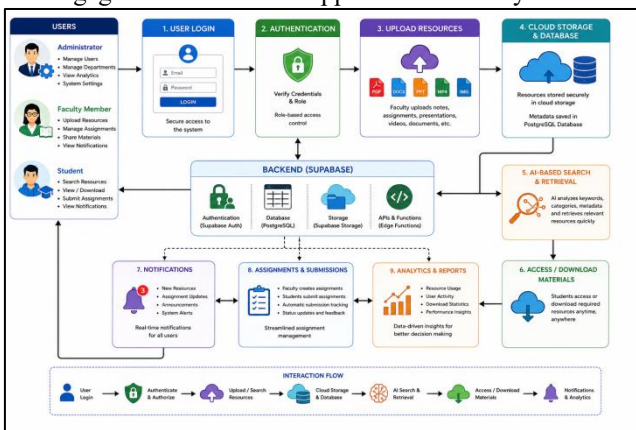 USERS
Administrator
• Manage Users
• Manage Departments
• View Analytics
• System Settings
Faculty Member
• Upload Resources
• Manage Assignments
• Share Materials
• View Notifications
Student
• Search Resources
• View / Download
• Submit Assignments
• View Notifications
1. USER LOGIN
Email
Password
LOGIN
Secure access to
the system
2. AUTHENTICATION
Verify Credentials
& Role
Role-based access
control
3. UPLOAD RESOURCES
PDF
DOCX
PPT
MP4
IMG
Faculty uploads notes,
assignments, presentations,
videos, documents, etc.
4. CLOUD STORAGE
& DATABASE
Resources stored securely
in cloud storage
Metadata saved in
PostgreSQL Database
BACKEND (SUPABASE)
Authentication
(Supabase Auth)
Database
(PostgreSQL)
Storage
(Supabase Storage)
APIs & Functions
(Edge Functions)
5. AI-BASED SEARCH
& RETRIEVAL
AI analyzes keywords,
categories, metadata
and retrieves relevant
resources quickly
7. NOTIFICATIONS
3
• New Resources
• Assignment Updates
• Announcements
• System Alerts
Real-time notifications
for all users
8. ASSIGNMENTS & SUBMISSIONS
• Faculty creates assignments
• Students submit assignments
• Automatic submission tracking
• Status updates and feedback
Streamlined assignment
management
9. ANALYTICS & REPORTS
• Resource Usage
• User Activity
• Download Statistics
• Performance Insights
Data-driven insights for
better decision making
6. ACCESS / DOWNLOAD
MATERIALS
Students access or
download required
resources anytime,
anywhere
INTERACTION FLOW
User
Login
Authenticate
& Authorize
Upload / Search
Resources
Cloud Storage
& Database
AI Search &
Retrieval
Access / Download
Materials
Notifications
& Analytics